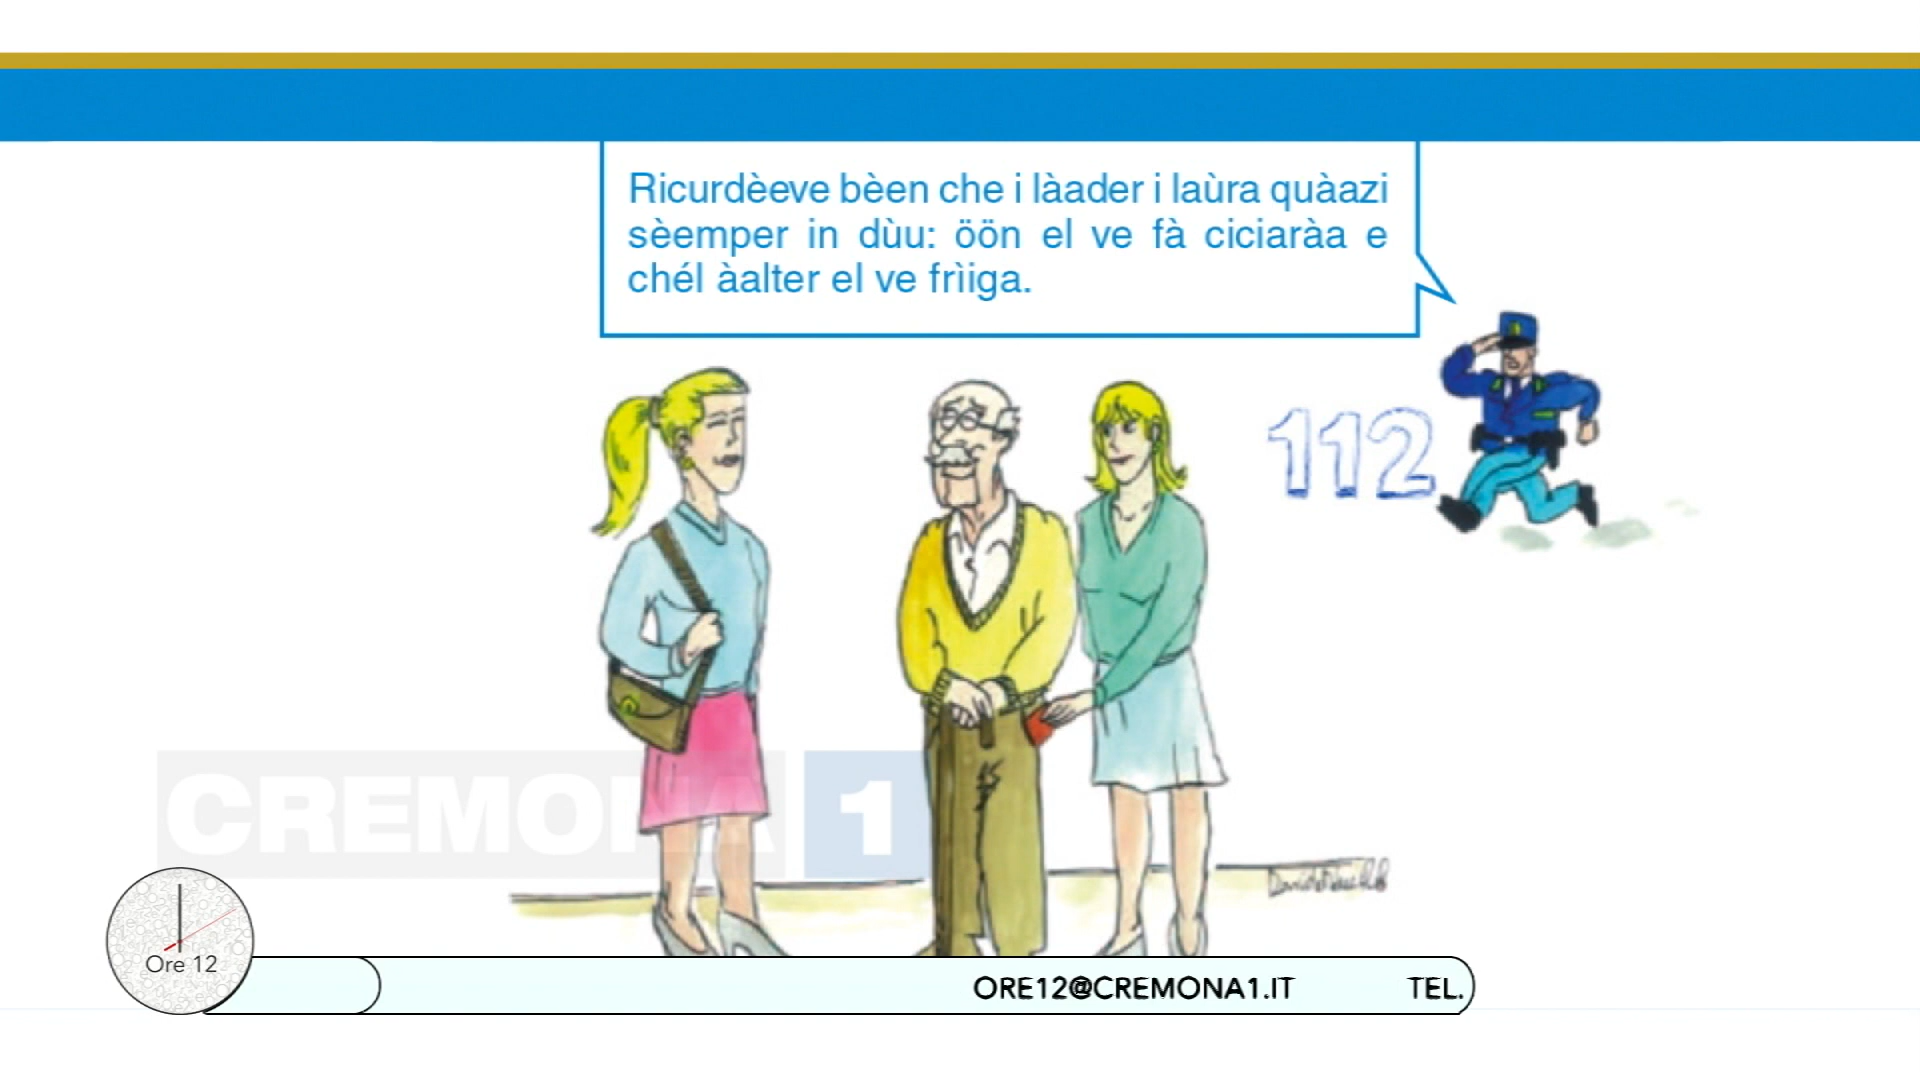 Ricurdèeve bèen che i làader i laùra quàazi
sèemper in dùu: öön el ve fà ciciaràa e
chél àalter el ve frìiga.
112
CREMONA 1
Ore 12
ORE12@CREMONA1.IT TEL.